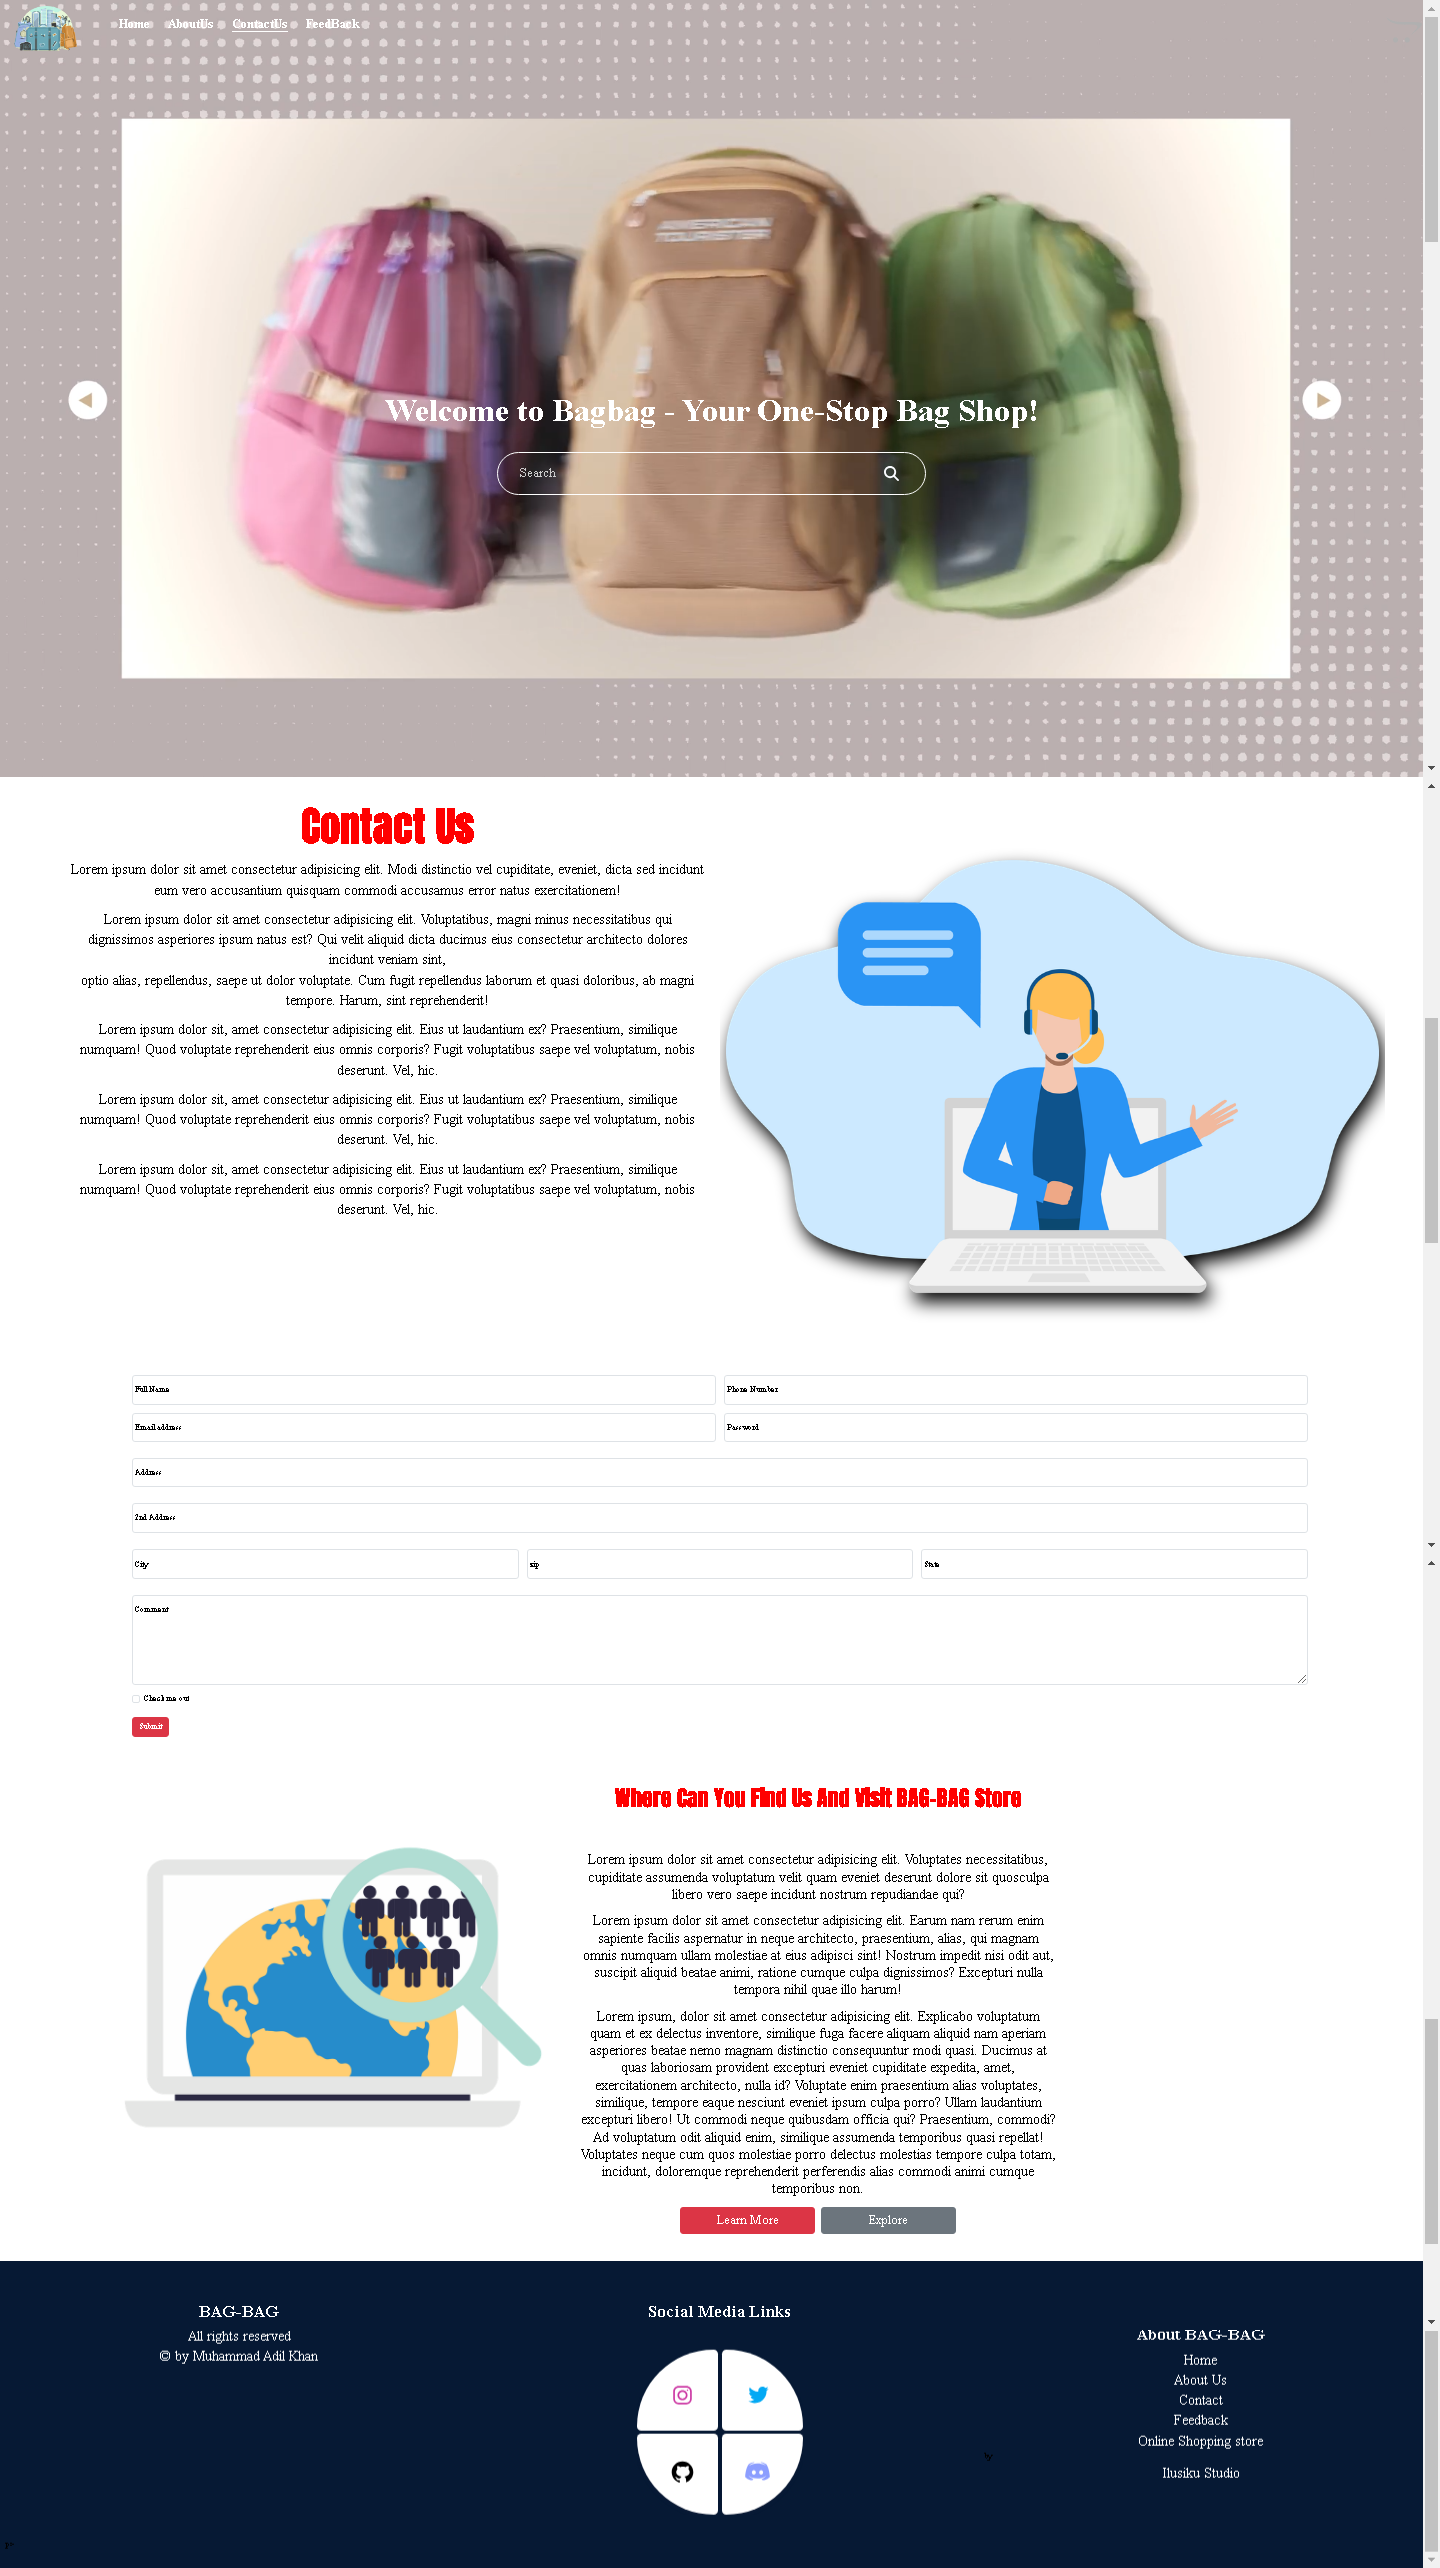 Home AboutUs ContactUs FeedBack
Welcome to Bagbag - Your One-Stop Bag Shop!
Search
Contact Us
Lorem ipsum dolor sit amet consectetur adipisicing elit. Modi distinctio vel cupiditate, eveniet, dicta sed incidunt
eum vero accusantium quisquam commodi accusamus error natus exercitationem!
Lorem ipsum dolor sit amet consectetur adipisicing elit. Voluptatibus, magni minus necessitatibus qui
dignissimos asperiores ipsum natus est? Qui velit aliquid dicta ducimus eius consectetur architecto dolores
incidunt veniam sint,
optio alias, repellendus, saepe ut dolor voluptate. Cum fugit repellendus laborum et quasi doloribus, ab magni
tempore. Harum, sint reprehenderit!
Lorem ipsum dolor sit, amet consectetur adipisicing elit. Eius ut laudantium ex? Praesentium, similique
numquam! Quod voluptate reprehenderit eius omnis corporis? Fugit voluptatibus saepe vel voluptatum, nobis
deserunt. Vel, hic.
Lorem ipsum dolor sit, amet consectetur adipisicing elit. Eius ut laudantium ex? Praesentium, similique
numquam! Quod voluptate reprehenderit eius omnis corporis? Fugit voluptatibus saepe vel voluptatum, nobis
deserunt. Vel, hic.
Lorem ipsum dolor sit, amet consectetur adipisicing elit. Eius ut laudantium ex? Praesentium, similique
numquam! Quod voluptate reprehenderit eius omnis corporis? Fugit voluptatibus saepe vel voluptatum, nobis
deserunt. Vel, hic.
Full Name Phone Number
Email address Password
Address
2nd Address
City zip State
Comment
Check me out
Submit
Where Can You Find Us And Visit BAG-BAG Store
Lorem ipsum dolor sit amet consectetur adipisicing elit. Voluptates necessitatibus,
cupiditate assumenda voluptatum velit quam eveniet deserunt dolore sit quosculpa
libero vero saepe incidunt nostrum repudiandae qui?
Lorem ipsum dolor sit amet consectetur adipisicing elit. Earum nam rerum enim
sapiente facilis aspernatur in neque architecto, praesentium, alias, qui magnam
omnis numquam ullam molestiae at eius adipisci sint! Nostrum impedit nisi odit aut,
suscipit aliquid beatae animi, ratione cumque culpa dignissimos? Excepturi nulla
tempora nihil quae illo harum!
Lorem ipsum, dolor sit amet consectetur adipisicing elit. Explicabo voluptatum
quam et ex delectus inventore, similique fuga facere aliquam aliquid nam aperiam
asperiores beatae nemo magnam distinctio consequuntur modi quasi. Ducimus at
quas laboriosam provident excepturi eveniet cupiditate expedita, amet,
exercitationem architecto, nulla id? Voluptate enim praesentium alias voluptates,
similique, tempore eaque nesciunt eveniet ipsum culpa porro? Ullam laudantium
excepturi libero! Ut commodi neque quibusdam officia qui? Praesentium, commodi?
Ad voluptatum odit aliquid enim, similique assumenda temporibus quasi repellat!
Voluptates neque cum quos molestiae porro delectus molestias tempore culpa totam,
incidunt, doloremque reprehenderit perferendis alias commodi animi cumque
temporibus non.
Learn More Explore
BAG-BAG
All rights reserved
© by Muhammad Adil Khan
Social Media Links
About BAG-BAG
Home
About Us
Contact
Feedback
Online Shopping store
Ilusiku Studio